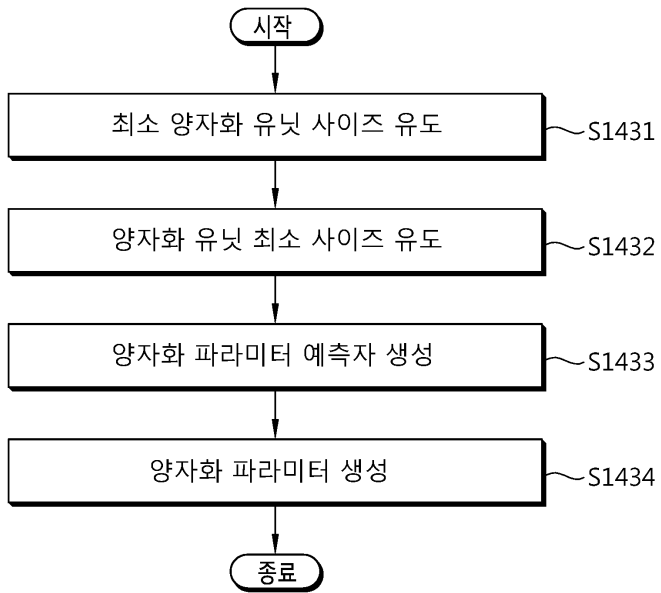 시작
최소 양자화 유닛 사이즈 유도
S1431
양자화 유닛 최소 사이즈 유도
S1432
양자화 파라미터 예측자 생성
S1433
양자화 파라미터 생성
S1434
종료